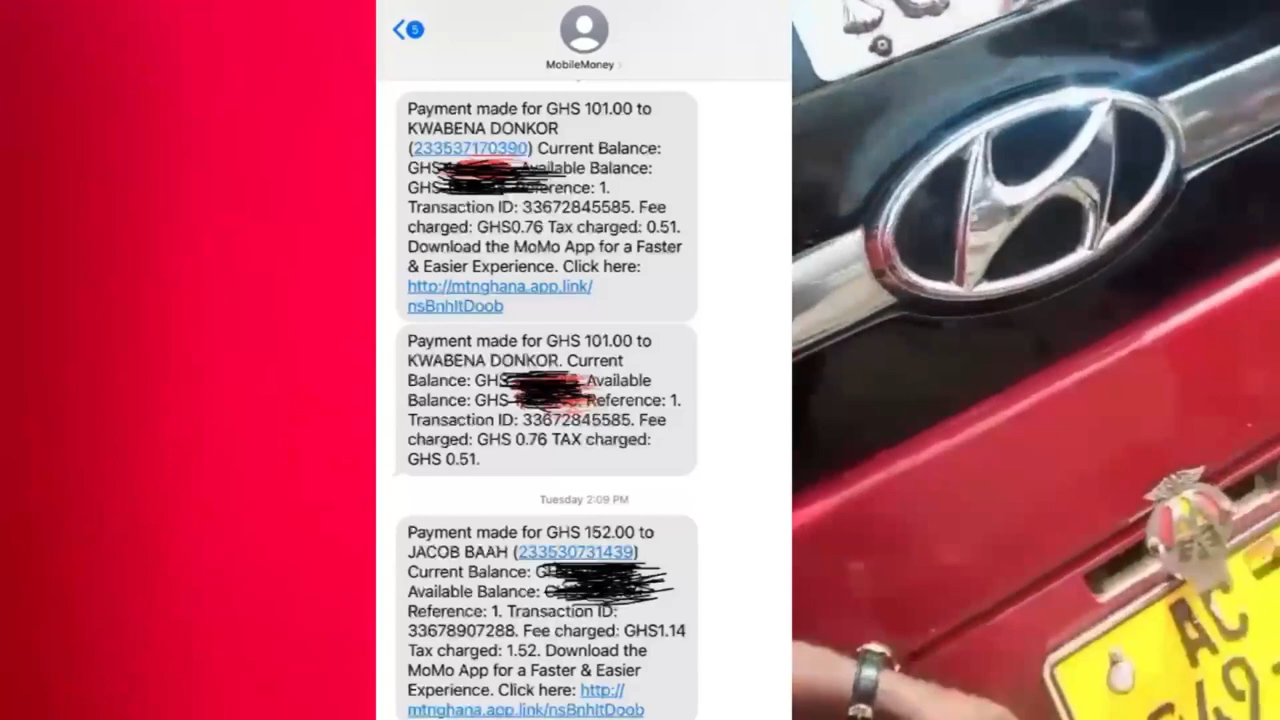 5
MobileMoney
Payment made for GHS 101.00 to
KWABENA DONKOR
(233537170390) Current Balance:
GHS Available Balance:
GHS Reference: 1.
Transaction ID: 33672845585. Fee
charged: GHS0.76 Tax charged: 0.51.
Download the MoMo App for a Faster
& Easier Experience. Click here:
http://mtnghana.app.link/
nsBnhItDoob
Payment made for GHS 101.00 to
KWABENA DONKOR. Current
Balance: GHS Available
Balance: GHS Reference: 1.
Transaction ID: 33672845585. Fee
charged: GHS 0.76 TAX charged:
GHS 0.51.
Tuesday 2:09 PM
Payment made for GHS 152.00 to
JACOB BAAH (233530731439)
Current Balance:
Available Balance:
Reference: 1. Transaction ID:
33678907288. Fee charged: GHS1.14
Tax charged: 1.52. Download the
MoMo App for a Faster & Easier
Experience. Click here: http://
mtnghana.app.link/nsBnhItDoob
AC